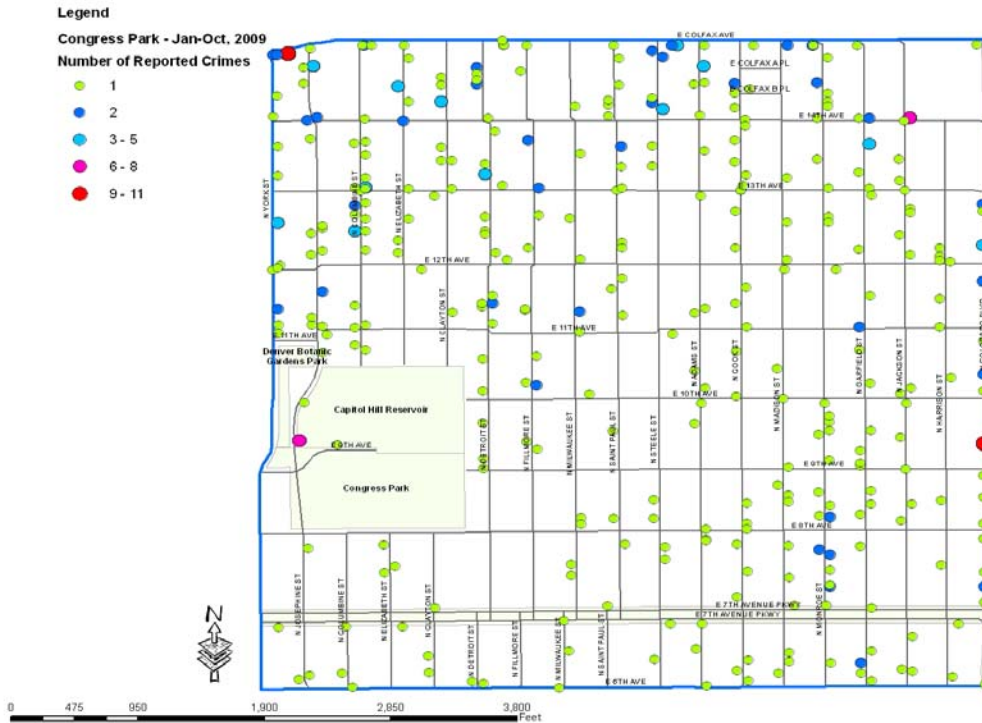 Legend
Congress Park - Jan-Oct, 2009
Number of Reported Crimes
1
2
3 - 5
6 - 8
9 - 11
E COLFAX AVE
E COLFAX A PL
E COLFAX B PL
E 14TH AVE
E 13TH AVE
N YORK ST
N COLUMBINE ST
N ELIZABETH ST
E 12TH AVE
N CLAYTON ST
E 11TH AVE
E 11TH AVE
Denver Botanic
Gardens Park
N ADAMS ST
N COOK ST
N MADISON ST
N GARFIELD ST
N JACKSON ST
N HARRISON ST
Capitol Hill Reservoir
E 10TH AVE
N DETROIT ST
N FILLMORE ST
N MILWAUKEE ST
N SAINT PAUL ST
N STEELE ST
E 9TH AVE
E 9TH AVE
Congress Park
E 8TH AVE
N JOSEPHINE ST
N COLUMBINE ST
N ELIZABETH ST
N CLAYTON ST
E 7TH AVENUE PKWY
E 7TH AVENUE PKWY
N MONROE ST
N DETROIT ST
N FILLMORE ST
N MILWAUKEE ST
N SAINT PAUL ST
E 6TH AVE
N
0 475 950 1,900 2,850 3,800
Feet